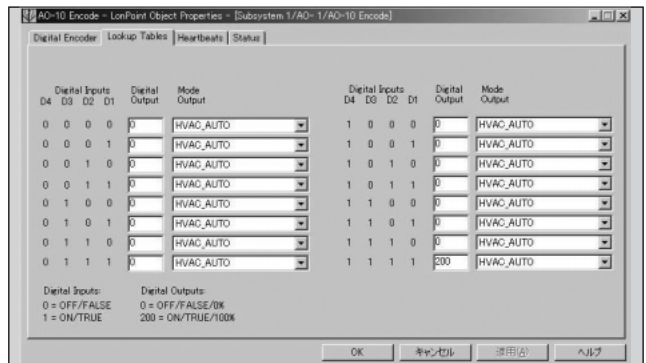 AO-10 Encode - LonPoint Object Properties - [Subsystem 1/AO- 1/AO-10 Encode]
Digital Encoder Lookup Tables Heartbeats Status
Digital Inputs Digital Mode Digital Inputs Digital Mode
D4 D3 D2 D1 Output Output D4 D3 D2 D1 Output Output
0 0 0 0 0 HVAC_AUTO 1 0 0 0 0 HVAC_AUTO
0 0 0 1 0 HVAC_AUTO 1 0 0 1 0 HVAC_AUTO
0 0 1 0 0 HVAC_AUTO 1 0 1 0 0 HVAC_AUTO
0 0 1 1 0 HVAC_AUTO 1 0 1 1 0 HVAC_AUTO
0 1 0 0 0 HVAC_AUTO 1 1 0 0 0 HVAC_AUTO
0 1 0 1 0 HVAC_AUTO 1 1 0 1 0 HVAC_AUTO
0 1 1 0 0 HVAC_AUTO 1 1 1 0 0 HVAC_AUTO
0 1 1 1 0 HVAC_AUTO 1 1 1 1 200 HVAC_AUTO
Digital Inputs: Digital Outputs:
0 = OFF/FALSE 0 = OFF/FALSE/0%
1 = ON/TRUE 200 = ON/TRUE/100%
OK キャンセル 適用(A) ヘルプ